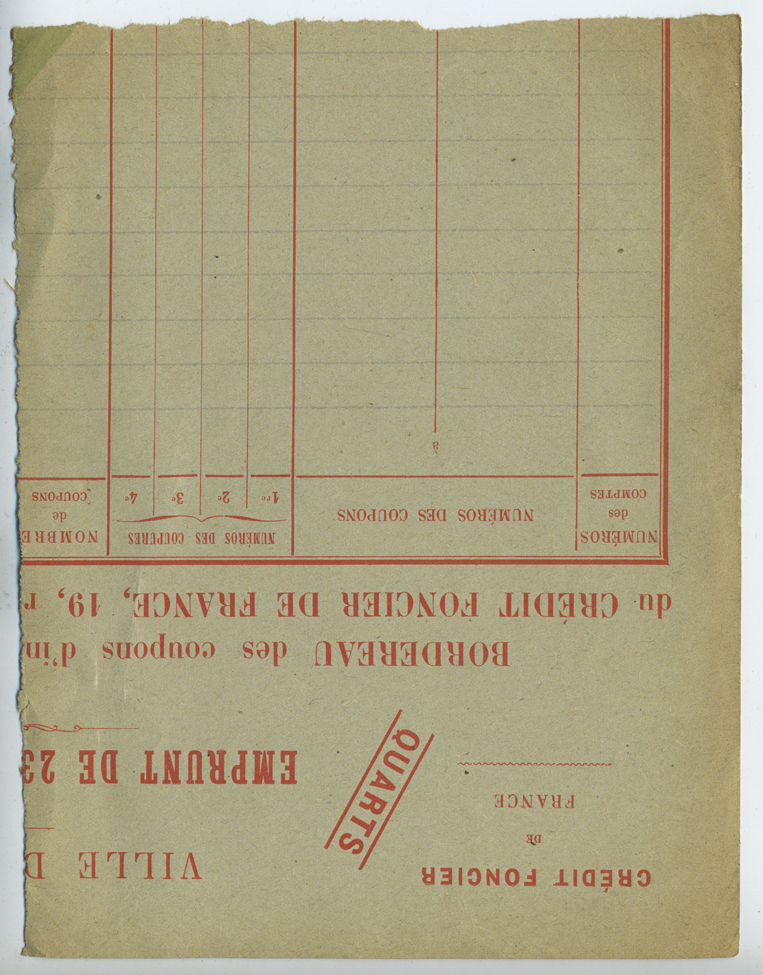 CRÉDIT FONCIER
DE
FRANCE
QUARTS
VILLE D
EMPRUNT DE 23
BORDEREAU des coupons d'in
du CRÉDIT FONCIER DE FRANCE, 19, r
NUMÉROS
des
COMPTES
NUMÉROS DES COUPONS
à
NUMÉROS DES COUPURES
1re 2e 3e 4e
NOMBRE
de
COUPONS